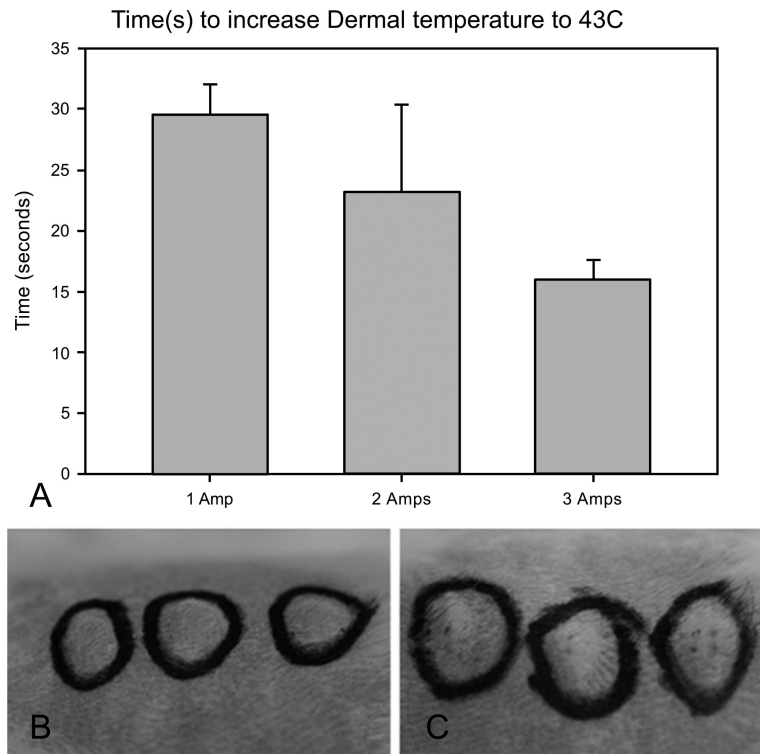 Time(s) to increase Dermal temperature to 43C
35
30
25
20
15
10
5
0
Time (seconds)
1 Amp
2 Amps
3 Amps
A
B
C